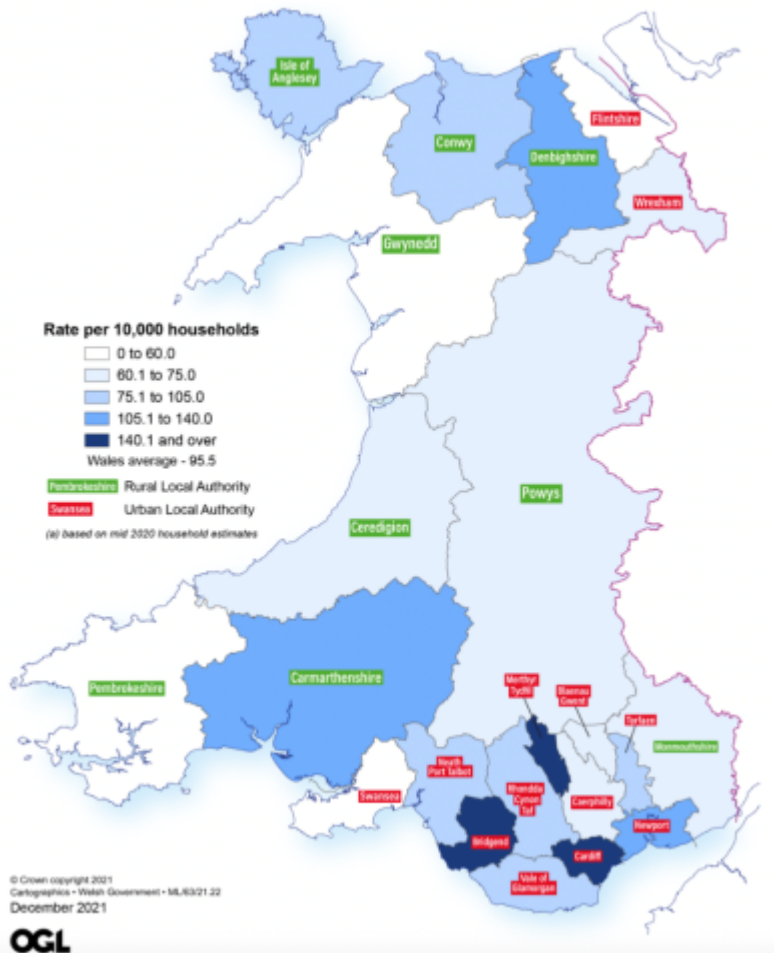 Isle of
Anglesey
Conwy
Denbighshire
Flintshire
Wrexham
Gwynedd
Rate per 10,000 households
0 to 60.0
60.1 to 75.0
75.1 to 105.0
105.1 to 140.0
140.1 and over
Wales average - 95.5
Pembrokeshire Rural Local Authority
Swansea Urban Local Authority
(a) based on mid 2020 household estimates
Powys
Ceredigion
Carmarthenshire
Pembrokeshire
Merthyr
Tydfil
Blaenau
Gwent
Torfaen
Monmouthshire
Neath
Port Talbot
Swansea
Rhondda
Cynon
Taf
Caerphilly
Newport
Bridgend
Cardiff
Vale of
Glamorgan
© Crown copyright 2021
Cartographics • Welsh Government • ML/63/21.22
December 2021
OGL